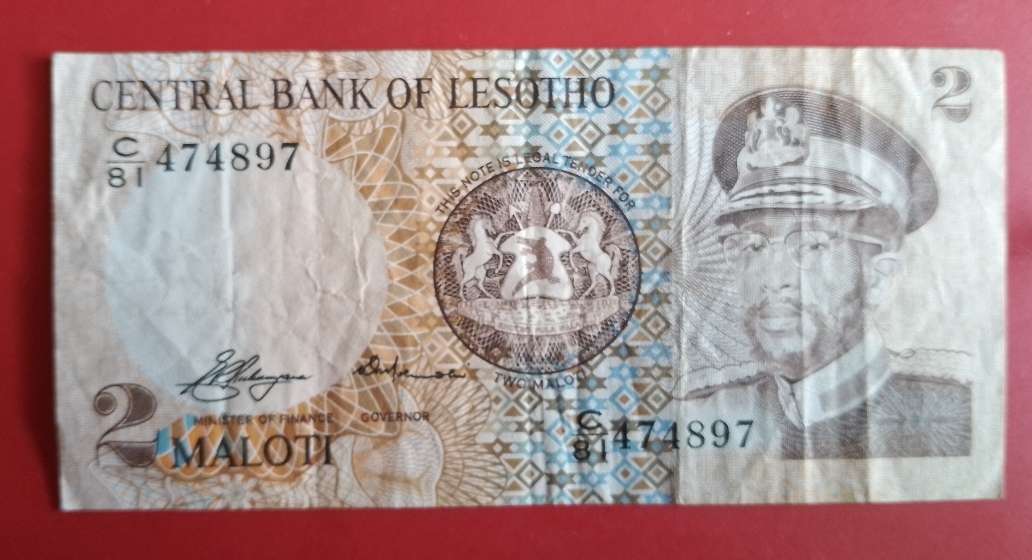 CENTRAL BANK OF LESOTHO
2
C/81 474897
THIS NOTE IS LEGAL TENDER FOR
TWO MALOTI
MINISTER OF FINANCE GOVERNOR
2
MALOTI
C/81 474897